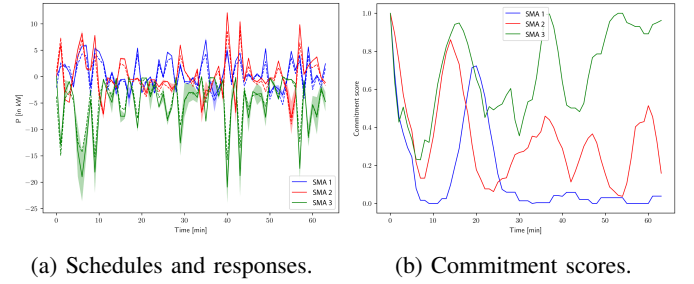 10
5
0
−5
−10
−15
−20
−25
P [in kW]
0
10
20
30
40
50
60
Time [min]
SMA 1
SMA 2
SMA 3
1.0
0.8
0.6
0.4
0.2
0.0
Commitment score
0
10
20
30
40
50
60
Time [min]
SMA 1
SMA 2
SMA 3
(a) Schedules and responses.
(b) Commitment scores.